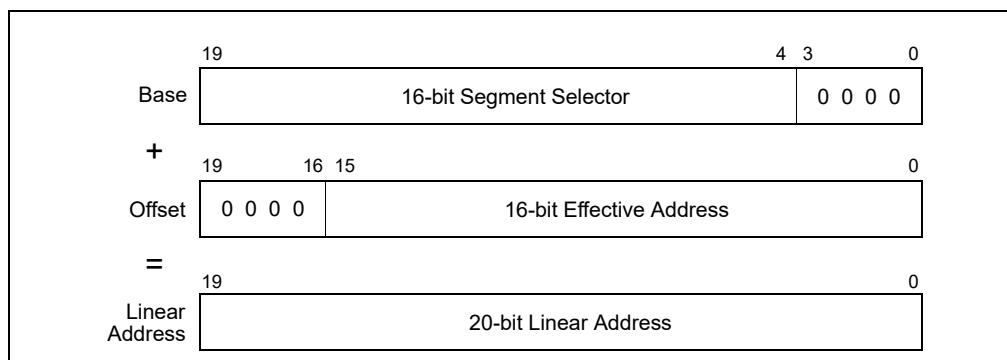 19 4 3 0
Base 16-bit Segment Selector 0 0 0 0
+
19 16 15 0
Offset 0 0 0 0 16-bit Effective Address
=
19 0
Linear
Address 20-bit Linear Address